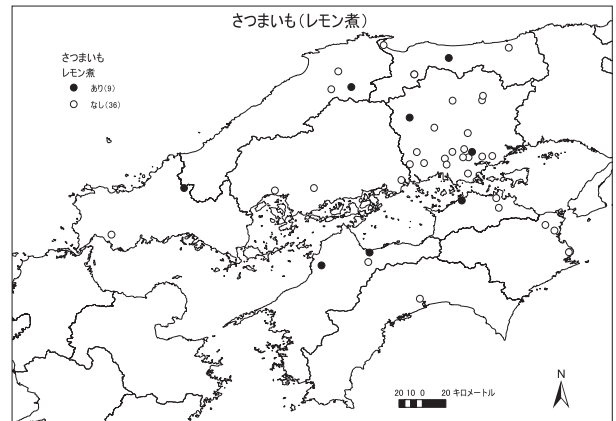 さつまいも(レモン煮)
さつまいも
レモン煮
あり(9)
なし(36)
N
20 10 0 20 キロメートル